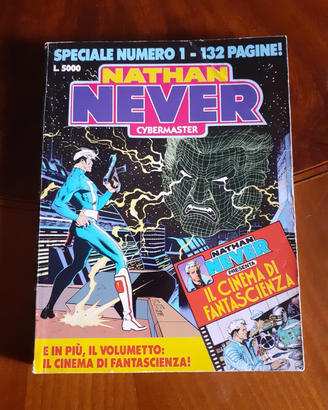 SPECIALE NUMERO 1 - 132 PAGINE!
L. 5000
NATHAN
NEVER
CYBERMASTER
NATHAN
NEVER
PRESENTA
IL CINEMA DI
FANTASCIENZA
E IN PIÙ, IL VOLUMETTO:
IL CINEMA DI FANTASCIENZA!